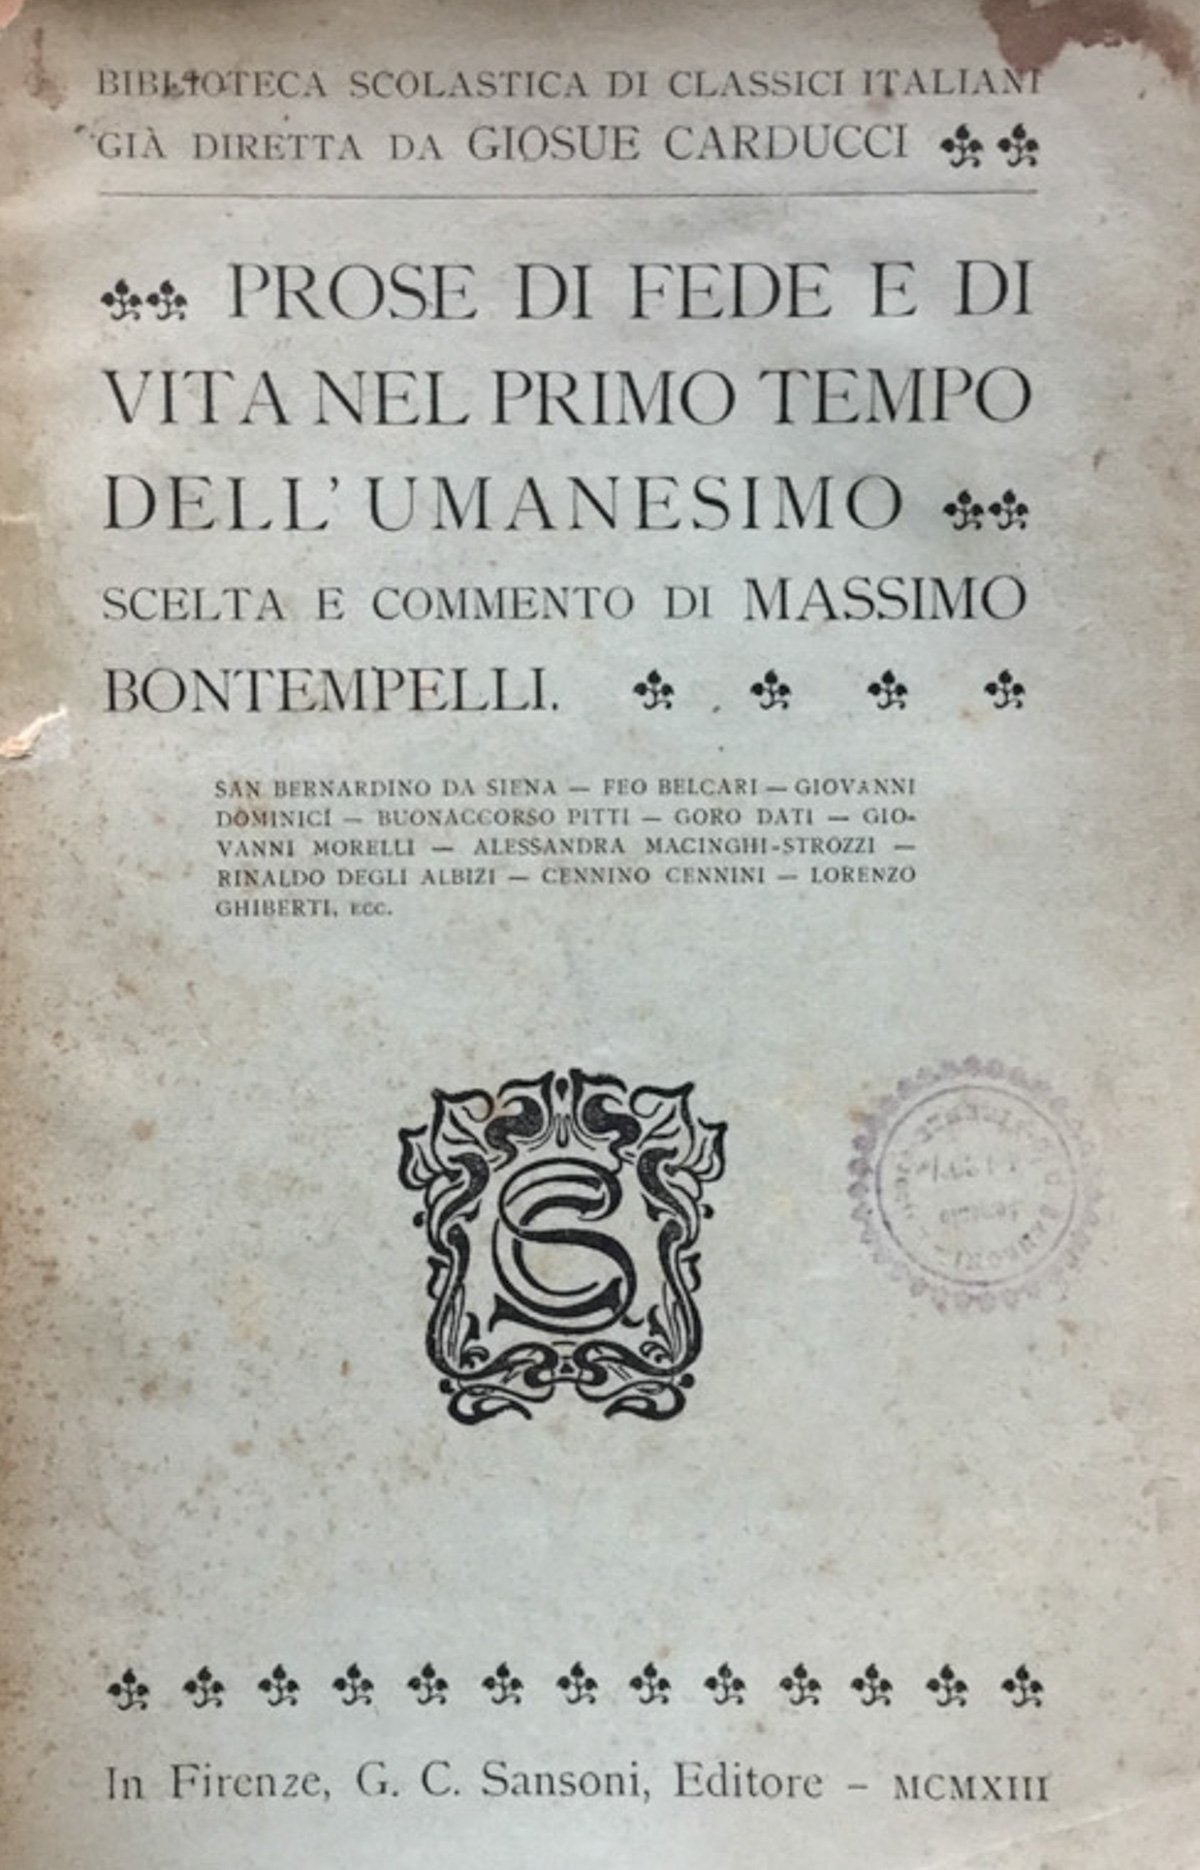 BIBLIOTECA SCOLASTICA DI CLASSICI ITALIANI
GIÀ DIRETTA DA GIOSUE CARDUCCI
PROSE DI FEDE E DI
VITA NEL PRIMO TEMPO
DELL'UMANESIMO
SCELTA E COMMENTO DI MASSIMO
BONTEMPELLI.
SAN BERNARDINO DA SIENA — FEO BELCARI — GIOVANNI
DOMINICI — BUONACCORSO PITTI — GORO DATI — GIO-
VANNI MORELLI — ALESSANDRA MACINGHI-STROZZI —
RINALDO DEGLI ALBIZI — CENNINO CENNINI — LORENZO
GHIBERTI, ECC.
In Firenze, G. C. Sansoni, Editore – MCMXIII